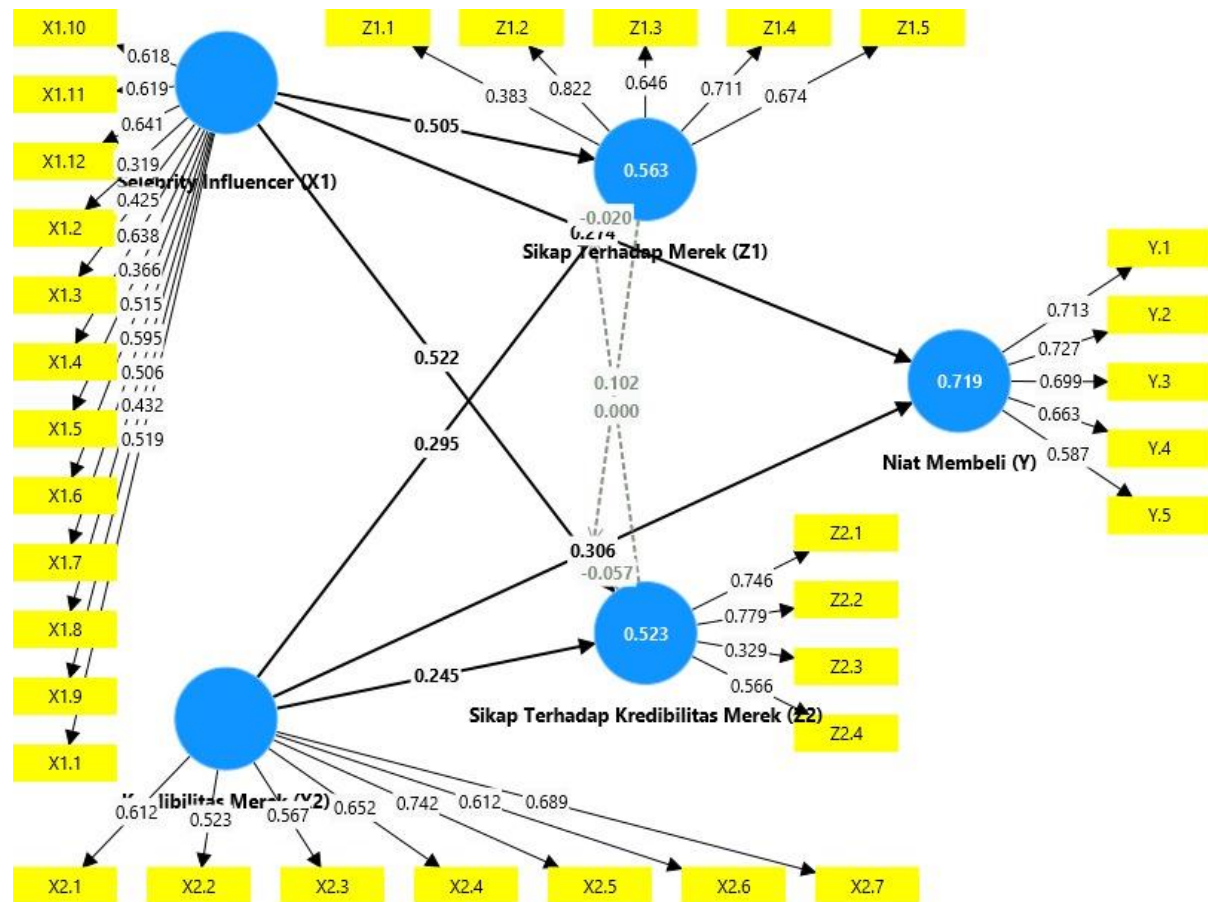 X1.10
X1.11
X1.12
X1.2
X1.3
X1.4
X1.5
X1.6
X1.7
X1.8
X1.9
X1.1
0.618
0.619
0.641
0.319
0.425
0.638
0.366
0.515
0.595
0.506
0.432
0.519
Selebrity Influencer (X1)
Z1.1
Z1.2
Z1.3
Z1.4
Z1.5
0.383
0.822
0.646
0.711
0.674
0.563
Sikap Terhadap Merek (Z1)
0.505
-0.020
0.274
0.522
0.295
0.102
0.000
0.306
-0.057
0.245
0.719
Niat Membeli (Y)
Y.1
Y.2
Y.3
Y.4
Y.5
0.713
0.727
0.699
0.663
0.587
0.523
Sikap Terhadap Kredibilitas Merek (Z2)
Z2.1
Z2.2
Z2.3
Z2.4
0.746
0.779
0.329
0.566
Kredibilitas Merek (X2)
0.612
0.523
0.567
0.652
0.742
0.612
0.689
X2.1
X2.2
X2.3
X2.4
X2.5
X2.6
X2.7